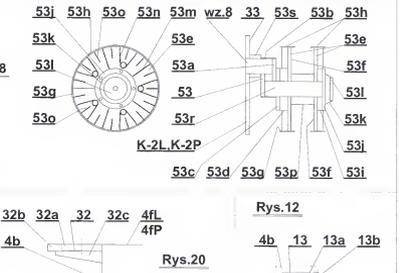 53j 53h 53o 53n 53m wz.8 33 53s 53b 53h
53k 53e 53e
53l 53a 53f
8
53g 53 53l
53o 53r 53k
K-2L,K-2P 53j
53c 53d 53g 53p 53f 53i
32b 32a 32 32c 4fL Rys.12
4fP
4b Rys.20 4b 13 13a 13b